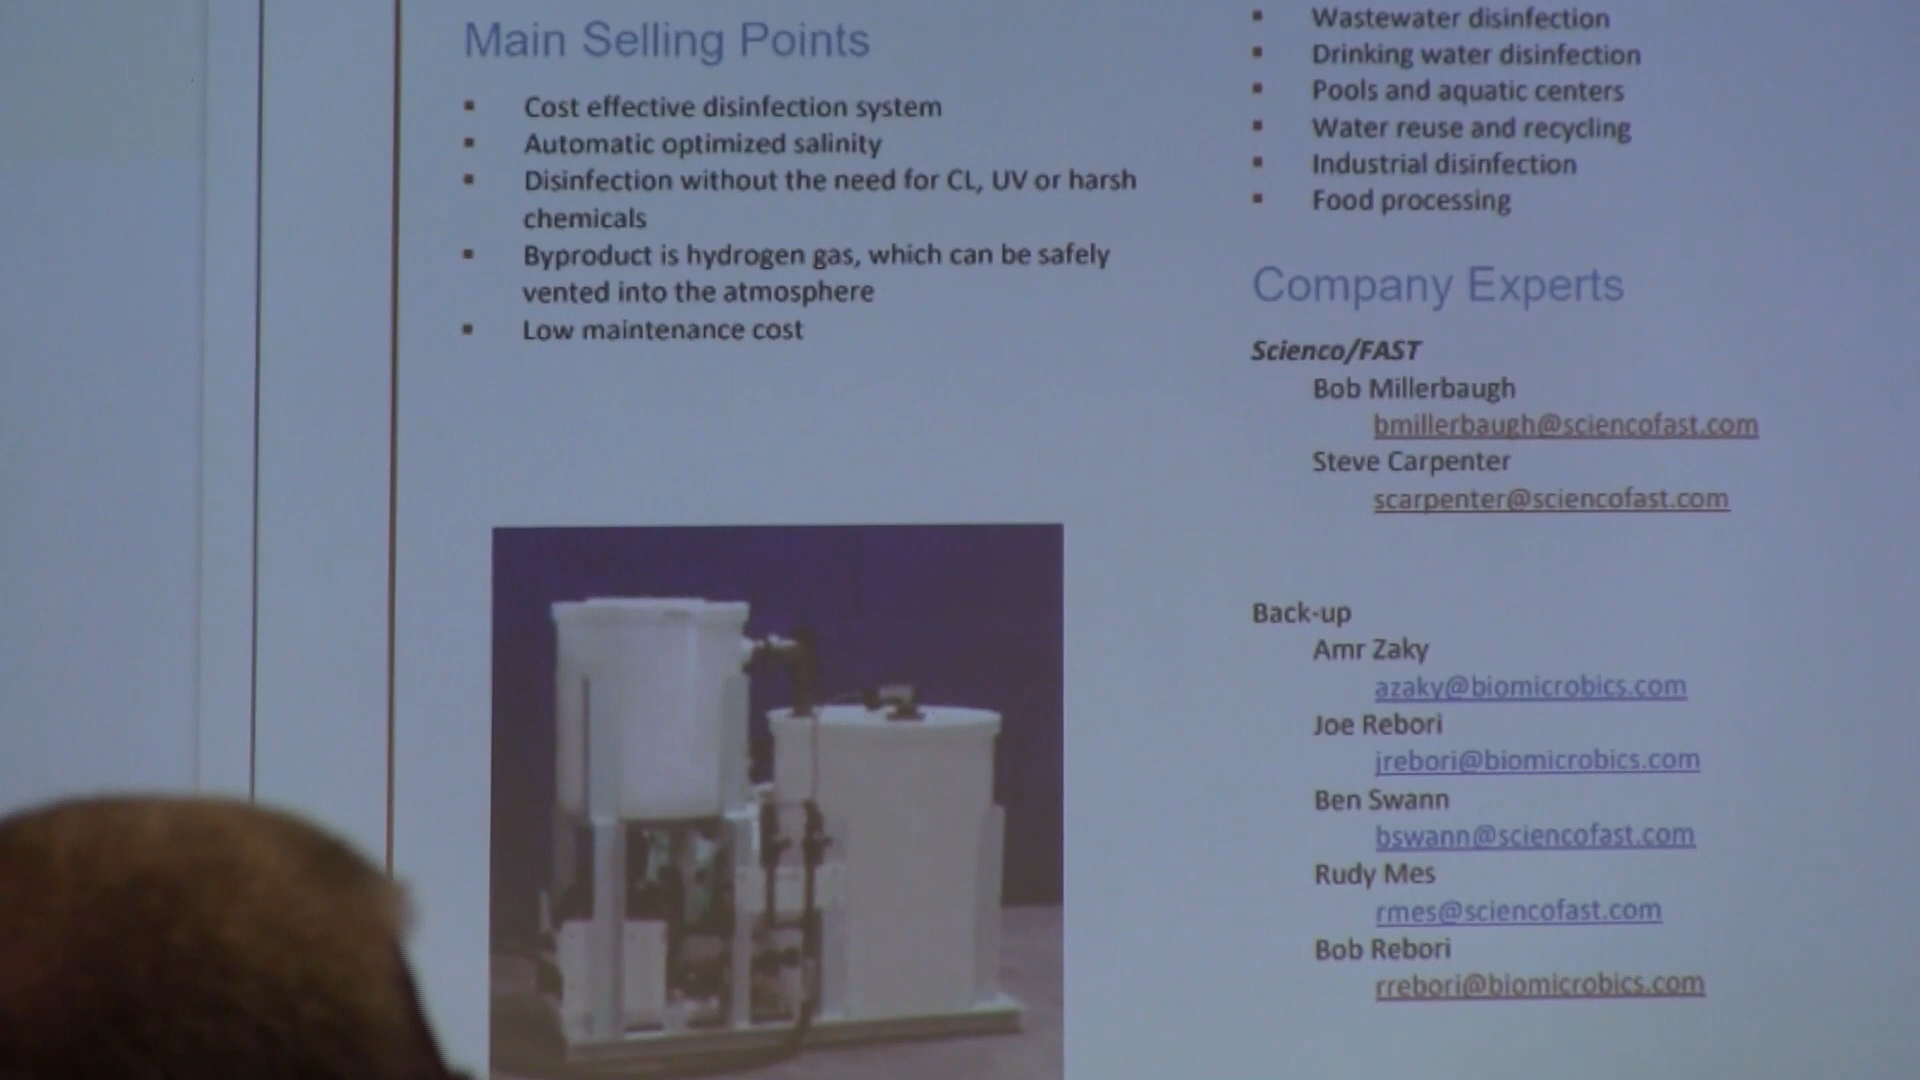 Main Selling Points
▪ Cost effective disinfection system
▪ Automatic optimized salinity
▪ Disinfection without the need for CL, UV or harsh
chemicals
▪ Byproduct is hydrogen gas, which can be safely
vented into the atmosphere
▪ Low maintenance cost
▪ Wastewater disinfection
▪ Drinking water disinfection
▪ Pools and aquatic centers
▪ Water reuse and recycling
▪ Industrial disinfection
▪ Food processing
Company Experts
Scienco/FAST
Bob Millerbaugh
bmillerbaugh@sciencofast.com
Steve Carpenter
scarpenter@sciencofast.com
Back-up
Amr Zaky
azaky@biomicrobics.com
Joe Rebori
jrebori@biomicrobics.com
Ben Swann
bswann@sciencofast.com
Rudy Mes
rmes@sciencofast.com
Bob Rebori
rrebori@biomicrobics.com